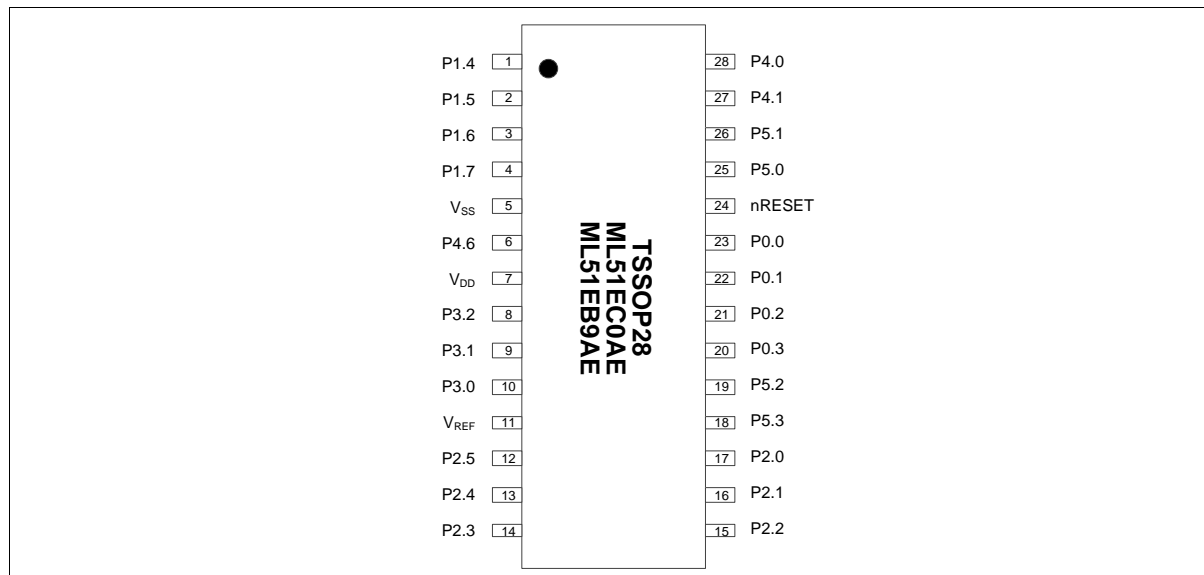 P1.4 1
P1.5 2
P1.6 3
P1.7 4
VSS 5
P4.6 6
VDD 7
P3.2 8
P3.1 9
P3.0 10
VREF 11
P2.5 12
P2.4 13
P2.3 14
TSSOP28
ML51EC0AE
ML51EB9AE
28 P4.0
27 P4.1
26 P5.1
25 P5.0
24 nRESET
23 P0.0
22 P0.1
21 P0.2
20 P0.3
19 P5.2
18 P5.3
17 P2.0
16 P2.1
15 P2.2